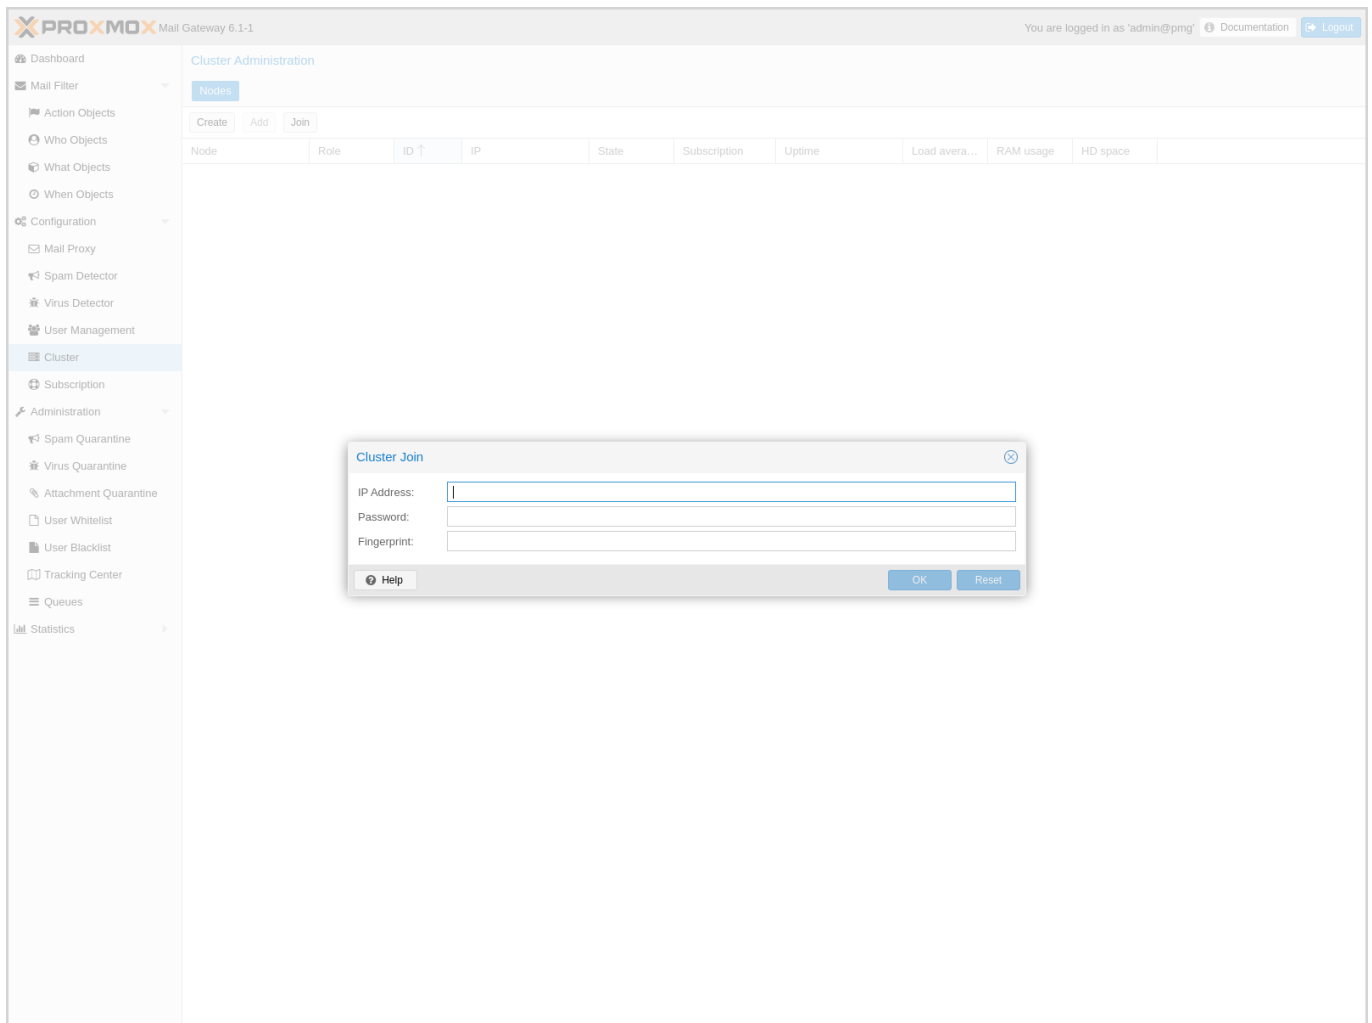 PROXMOX Mail Gateway 6.1-1 You are logged in as 'admin@pmg' Documentation Logout
Dashboard
Mail Filter
Action Objects
Who Objects
What Objects
When Objects
Configuration
Mail Proxy
Spam Detector
Virus Detector
User Management
Cluster
Subscription
Administration
Spam Quarantine
Virus Quarantine
Attachment Quarantine
User Whitelist
User Blacklist
Tracking Center
Queues
Statistics
Cluster Administration
Nodes
Create Add Join
Node Role ID IP State Subscription Uptime Load avera... RAM usage HD space
Cluster Join
IP Address:
Password:
Fingerprint:
Help OK Reset